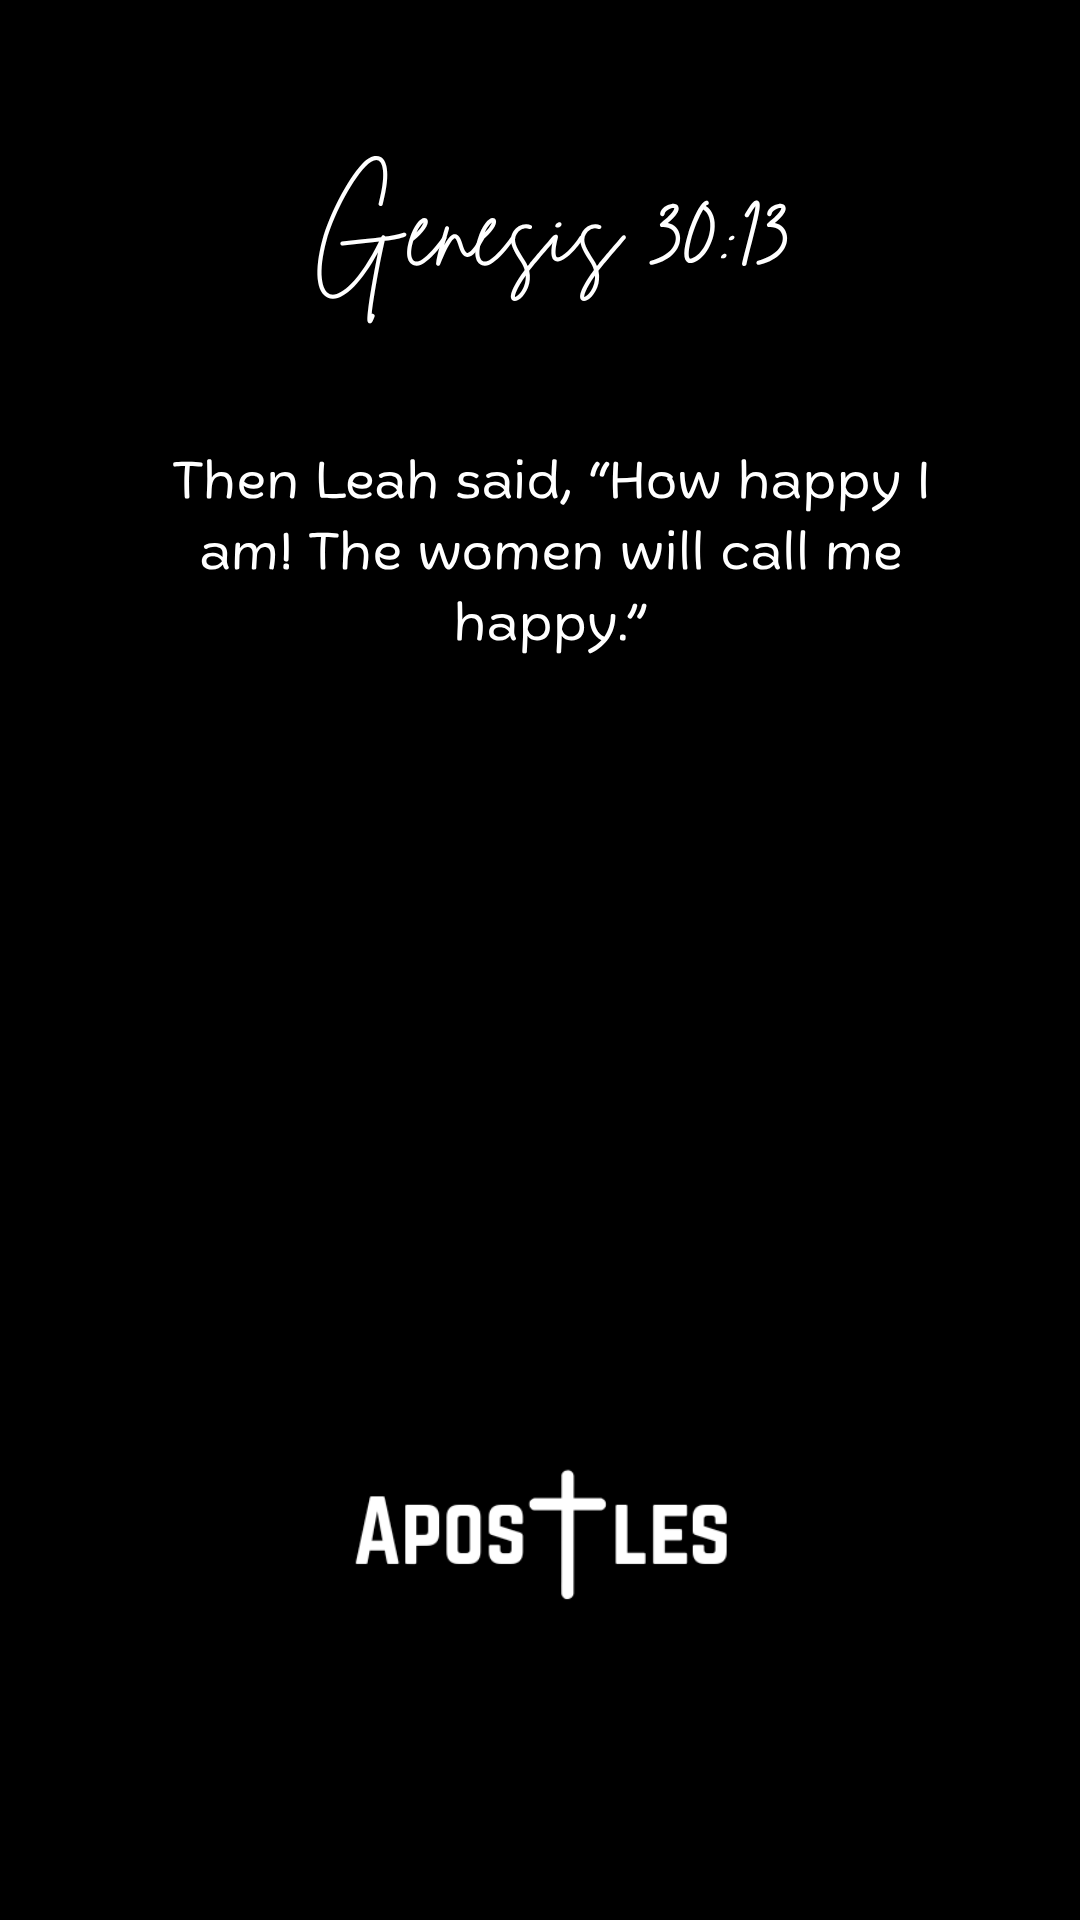 Genesis 30:13
Then Leah said, “How happy I
am! The women will call me
happy.”
APOSTLES